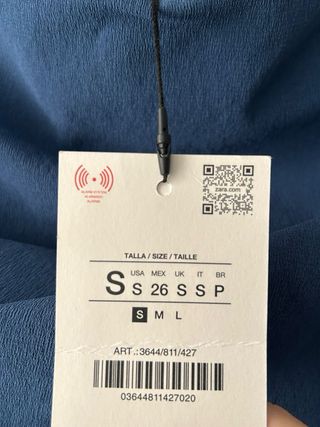 zara.com
TALLA / SIZE / TAILLE
USA MEX UK IT BR
S S 26 S S P
S M L
ART.:3644/811/427
03644811427020